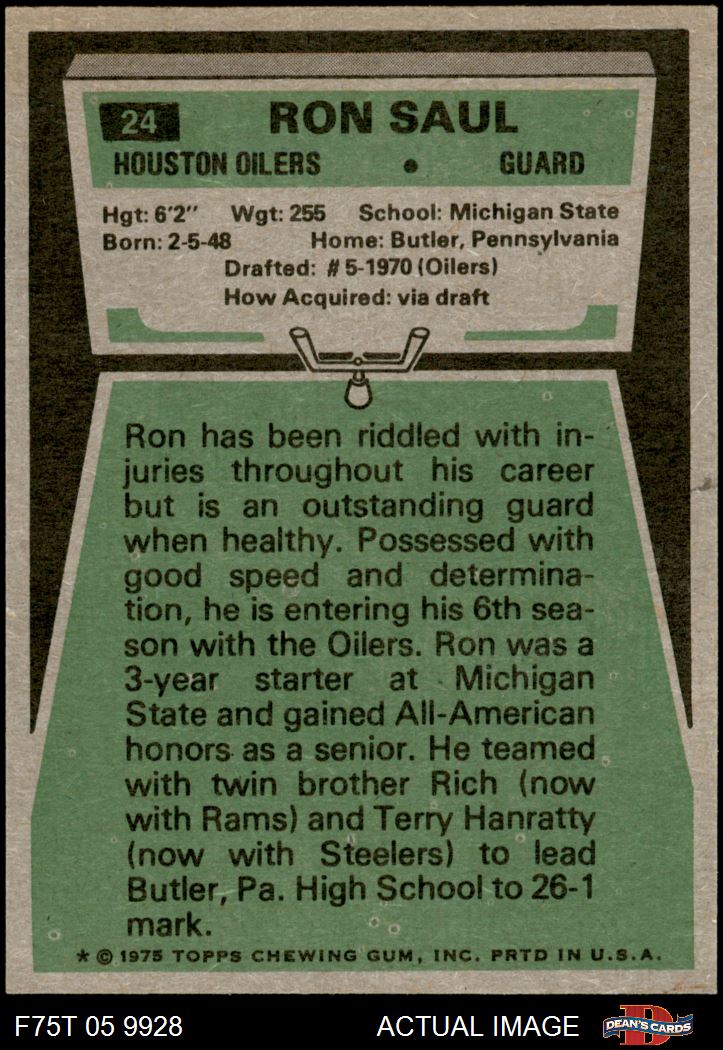 24 RON SAUL
HOUSTON OILERS • GUARD
Hgt: 6'2" Wgt: 255 School: Michigan State
Born: 2-5-48 Home: Butler, Pennsylvania
Drafted: #5-1970 (Oilers)
How Acquired: via draft
Ron has been riddled with in-
juries throughout his career
but is an outstanding guard
when healthy. Possessed with
good speed and determina-
tion, he is entering his 6th sea-
son with the Oilers. Ron was a
3-year starter at Michigan
State and gained All-American
honors as a senior. He teamed
with twin brother Rich (now
with Rams) and Terry Hanratty
(now with Steelers) to lead
Butler, Pa. High School to 26-1
mark.
* © 1975 TOPPS CHEWING GUM, INC. PRTD IN U.S.A.
F75T 05 9928 ACTUAL IMAGE D DEAN'S CARDS